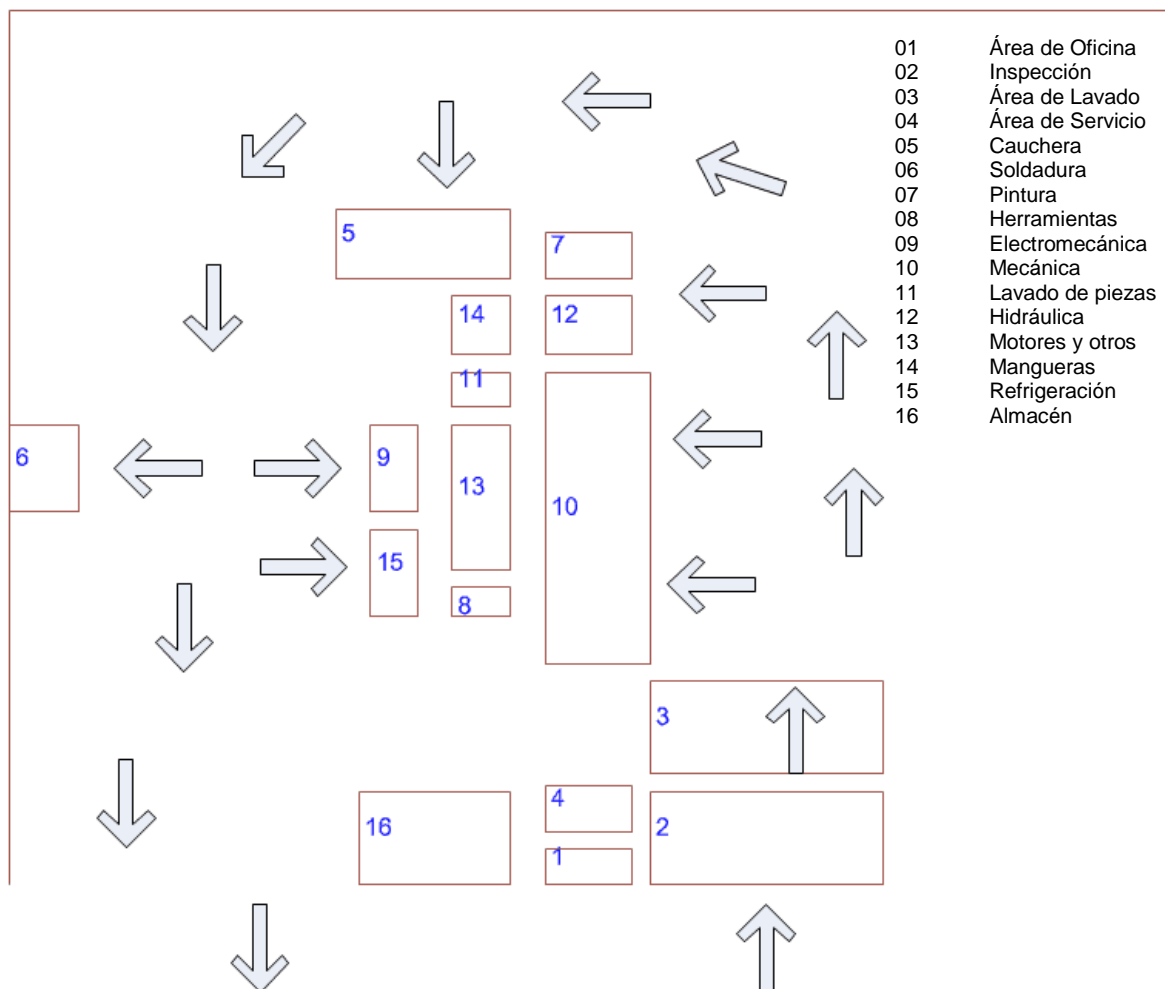 01 Área de Oficina
02 Inspección
03 Área de Lavado
04 Área de Servicio
05 Cauchera
06 Soldadura
07 Pintura
08 Herramientas
09 Electromecánica
10 Mecánica
11 Lavado de piezas
12 Hidráulica
13 Motores y otros
14 Mangueras
15 Refrigeración
16 Almacén
5
7
14
12
11
6
9
13
10
15
8
3
4
16
2
1